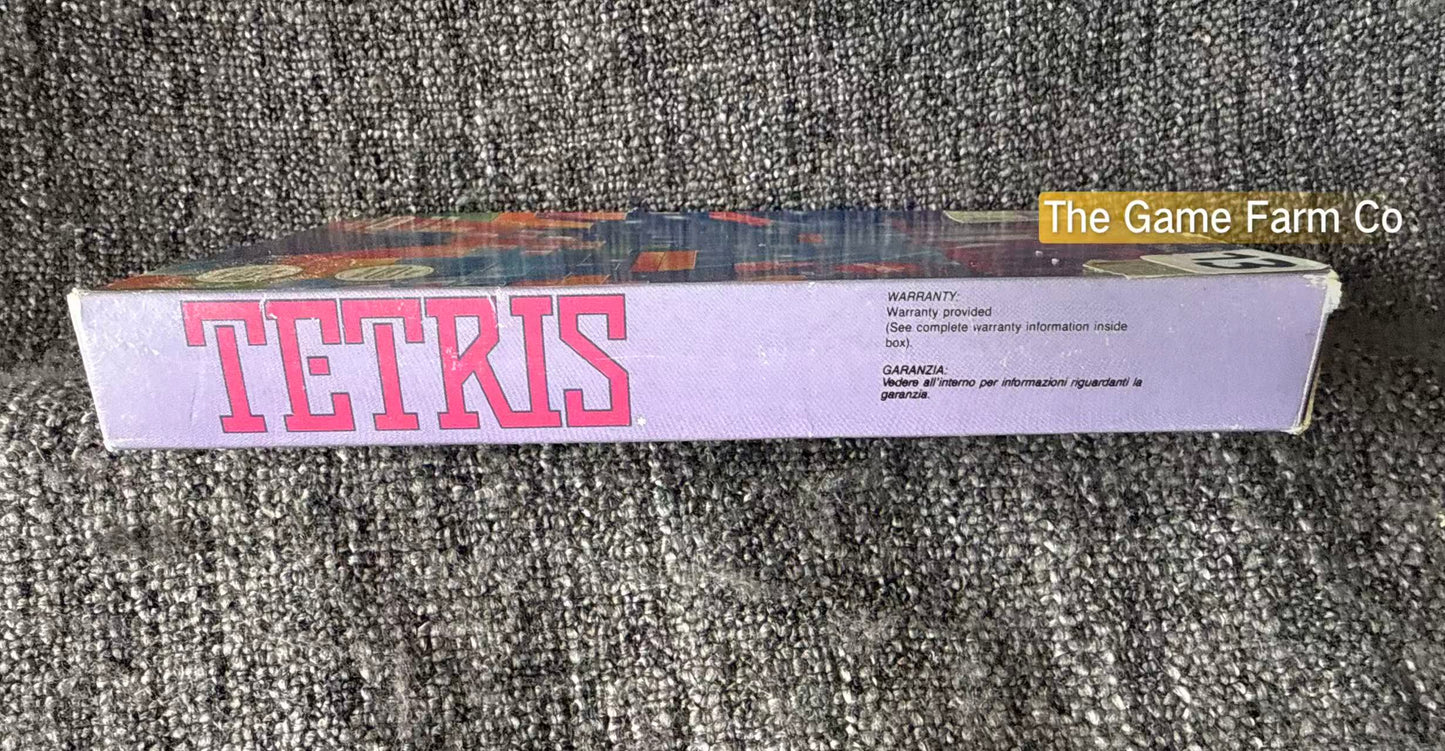 The Game Farm Co
TETRIS
WARRANTY:
Warranty provided
(See complete warranty information inside
box).
GARANZIA:
Vedere all'interno per informazioni riguardanti la
garanzia.